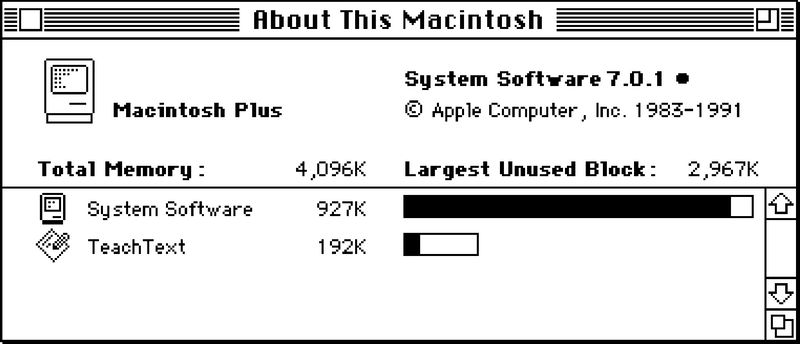 About This Macintosh
System Software 7.0.1 •
Macintosh Plus
© Apple Computer, Inc. 1983-1991
Total Memory: 4,096K Largest Unused Block: 2,967K
System Software 927K
TeachText 192K